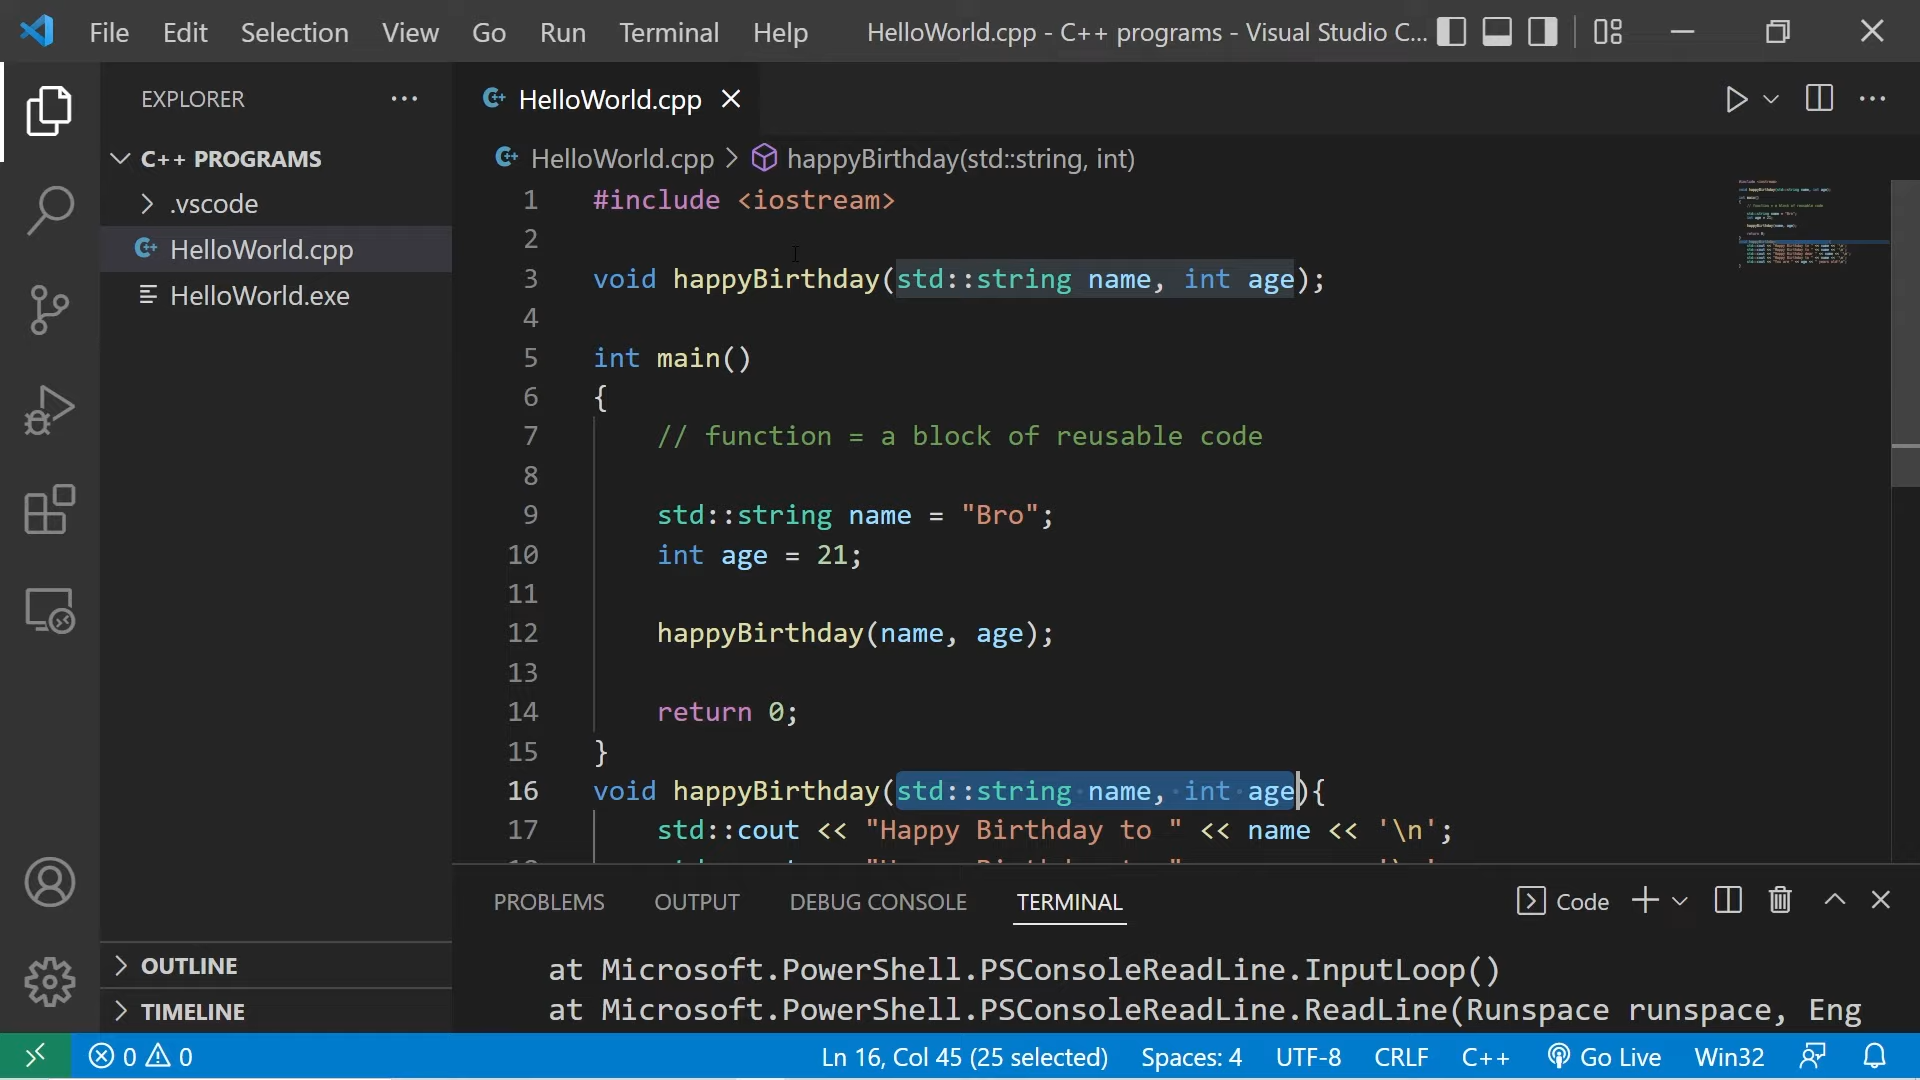 File Edit Selection View Go Run Terminal Help HelloWorld.cpp - C++ programs - Visual Studio C...
EXPLORER
HelloWorld.cpp
C++ PROGRAMS
.vscode
HelloWorld.cpp
HelloWorld.exe
OUTLINE
TIMELINE
HelloWorld.cpp > happyBirthday(std::string, int)
1 #include <iostream>
2
3 void happyBirthday(std::string name, int age);
4
5 int main()
6 {
7 // function = a block of reusable code
8
9 std::string name = "Bro";
10 int age = 21;
11
12 happyBirthday(name, age);
13
14 return 0;
15 }
16 void happyBirthday(std::string name, int age){
17 std::cout << "Happy Birthday to " << name << '\n';
PROBLEMS OUTPUT DEBUG CONSOLE TERMINAL Code
at Microsoft.PowerShell.PSConsoleReadLine.InputLoop()
at Microsoft.PowerShell.PSConsoleReadLine.ReadLine(Runspace runspace, Eng
0 0 Ln 16, Col 45 (25 selected) Spaces: 4 UTF-8 CRLF C++ Go Live Win32